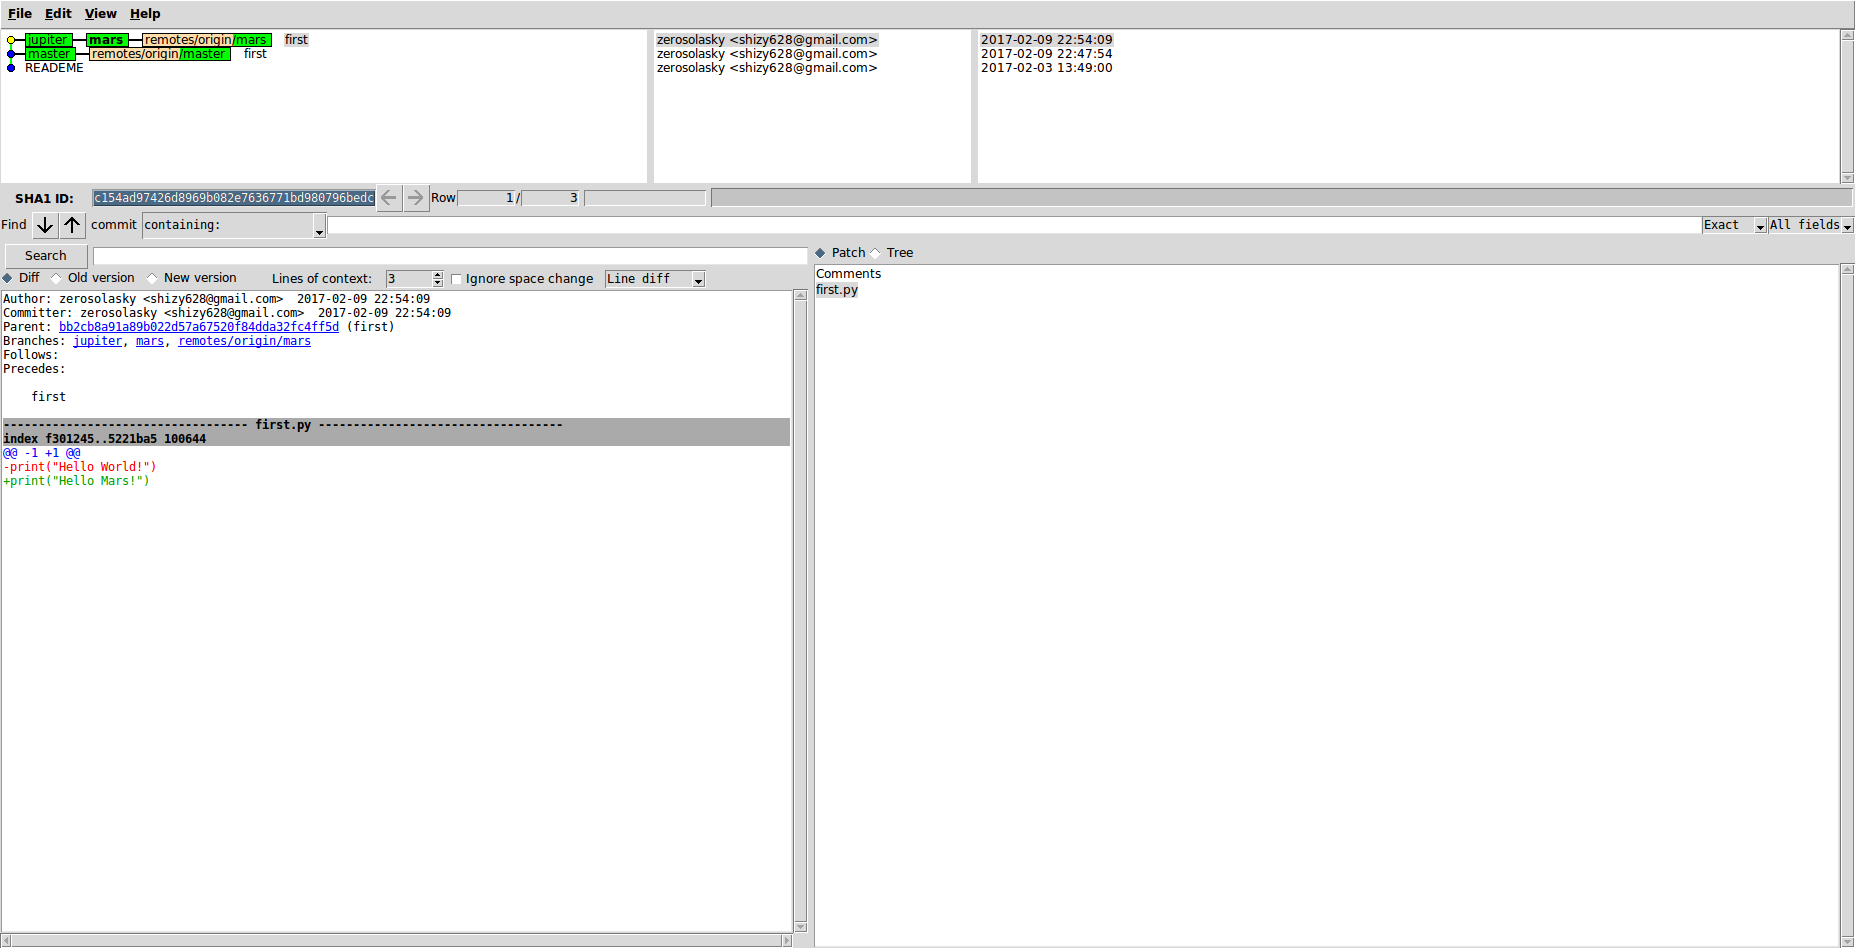 File Edit View Help
jupiter mars remotes/origin/mars first zerosolasky <shizy628@gmail.com> 2017-02-09 22:54:09
master remotes/origin/master first zerosolasky <shizy628@gmail.com> 2017-02-09 22:47:54
READEME zerosolasky <shizy628@gmail.com> 2017-02-03 13:49:00
SHA1 ID: c154ad97426d8969b082e7636771bd980796bedc Row 1 / 3
Find commit containing: Exact All fields
Search
Patch Tree
Diff Old version New version Lines of context: 3 Ignore space change Line diff
Comments
first.py
Author: zerosolasky <shizy628@gmail.com> 2017-02-09 22:54:09
Committer: zerosolasky <shizy628@gmail.com> 2017-02-09 22:54:09
Parent: bb2cb8a91a89b022d57a67520f84dda32fc4ff5d (first)
Branches: jupiter, mars, remotes/origin/mars
Follows:
Precedes:
first
----------------------------------- first.py -----------------------------------
index f301245..5221ba5 100644
@@ -1 +1 @@
-print("Hello World!")
+print("Hello Mars!")